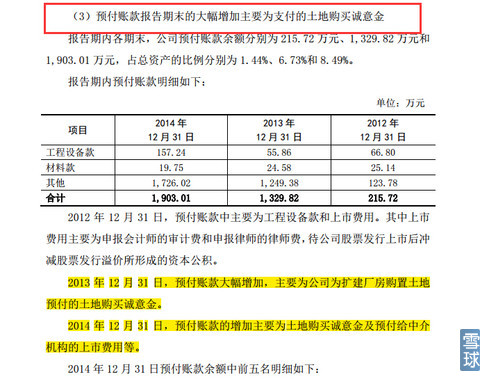 （3）预付账款报告期末的大幅增加主要为支付的土地购买诚意金
报告期内各期末，公司预付账款余额分别为 215.72 万元、1,329.82 万元和
1,903.01 万元，占总资产的比例分别为 1.44%、6.73%和 8.49%。
报告期内预付账款明细如下：
单位：万元
项目 2014 年 12 月 31 日 2013 年 12 月 31 日 2012 年 12 月 31 日
工程设备款 157.24 55.86 66.80
材料款 19.75 24.58 25.14
其他 1,726.02 1,249.38 123.78
合计 1,903.01 1,329.82 215.72
2012 年 12 月 31 日，预付账款中主要为工程设备款和上市费用。其中上市
费用主要为申报会计师的审计费和申报律师的律师费，待公司股票发行上市后冲
减股票发行溢价所形成的资本公积。
2013 年 12 月 31 日，预付账款大幅增加，主要为公司为扩建厂房购置土地
预付的土地购买诚意金。
2014 年 12 月 31 日，预付账款的增加主要为土地购买诚意金及预付给中介
机构的上市费用等。
2014 年 12 月 31 日预付账款余额中前五名明细如下：
雪球